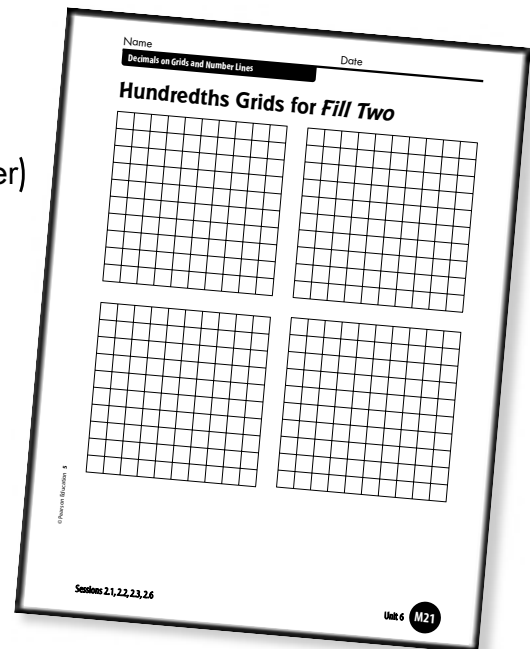 er)
Name
Date
Decimals on Grids and Number Lines
Hundredths Grids for Fill Two
© Pearson Education 5
Sessions 2.1, 2.2, 2.3, 2.6
Unit 6 M21